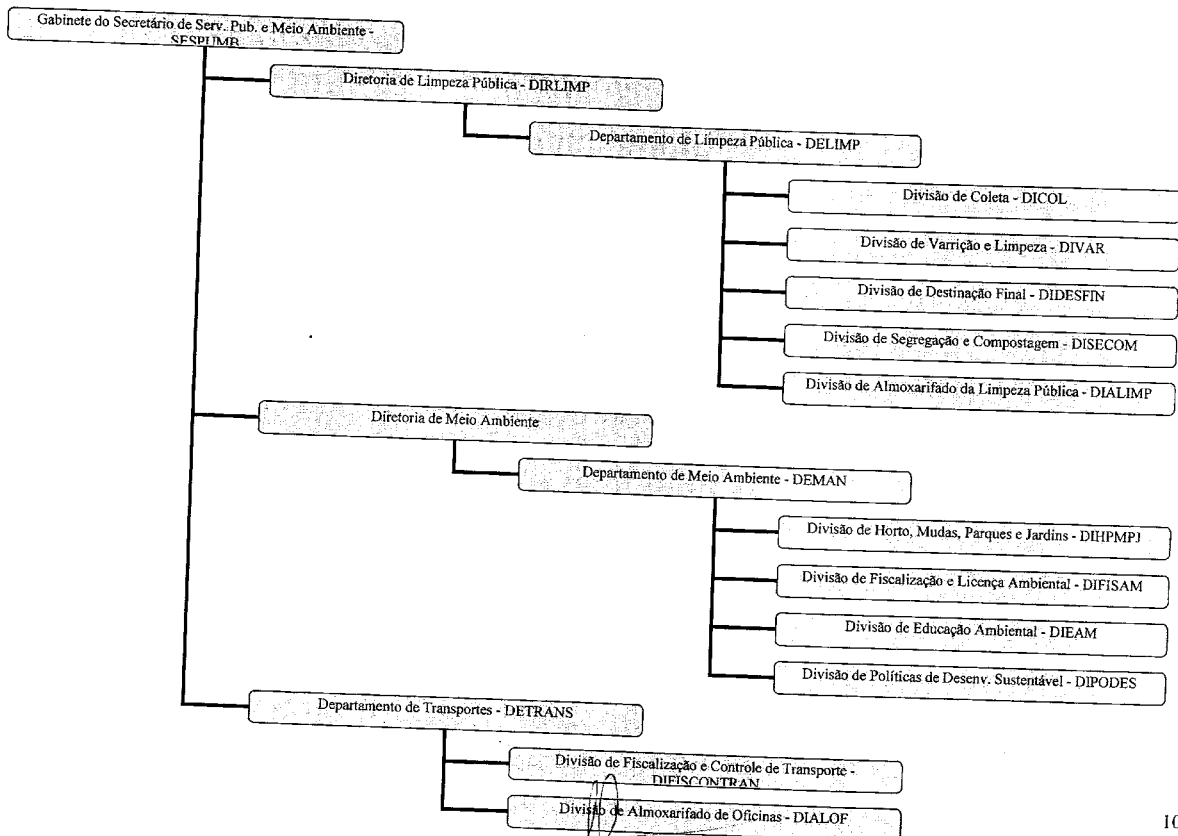 Gabinete do Secretário de Serv. Pub. e Meio Ambiente -
SESPUMB
Diretoria de Limpeza Pública - DIRLIMP
Departamento de Limpeza Pública - DELIMP
Divisão de Coleta - DICOL
Divisão de Varrição e Limpeza - DIVAR
Divisão de Destinação Final - DIDESFIN
Divisão de Segregação e Compostagem - DISECOM
Divisão de Almoxarifado da Limpeza Pública - DIALIMP
Diretoria de Meio Ambiente
Departamento de Meio Ambiente - DEMAN
Divisão de Horto, Mudas, Parques e Jardins - DIHPMPJ
Divisão de Fiscalização e Licença Ambiental - DIFISAM
Divisão de Educação Ambiental - DIEAM
Divisão de Políticas de Desenv. Sustentável - DIPODES
Departamento de Transportes - DETRANS
Divisão de Fiscalização e Controle de Transporte -
DIFISCONTRAN
Divisão de Almoxarifado de Oficinas - DIALOF
10